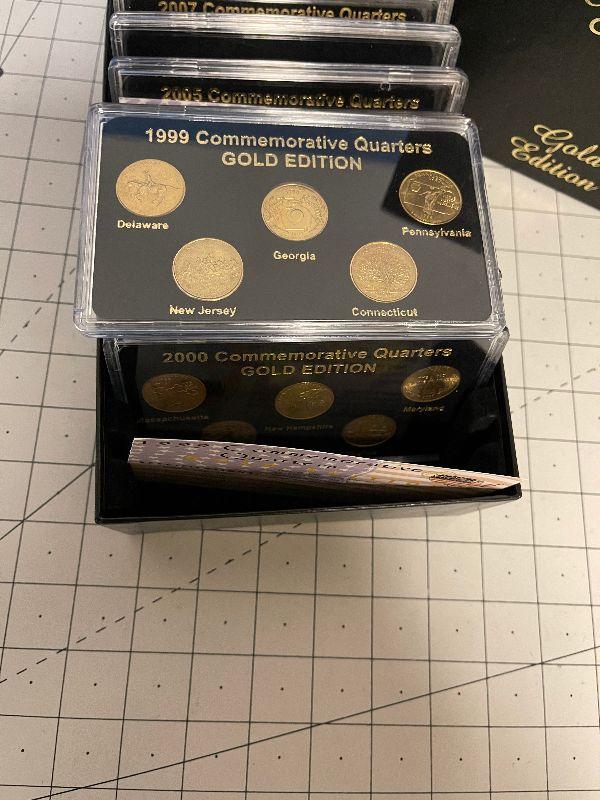 2007 Commemorative Quarters
2005 Commemorative Quarters
1999 Commemorative Quarters
GOLD EDITION
Delaware
Georgia
Pennsylvania
New Jersey
Connecticut
2000 Commemorative Quarters
GOLD EDITION
Massachusetts
New Hampshire
Maryland
Gold
Edition